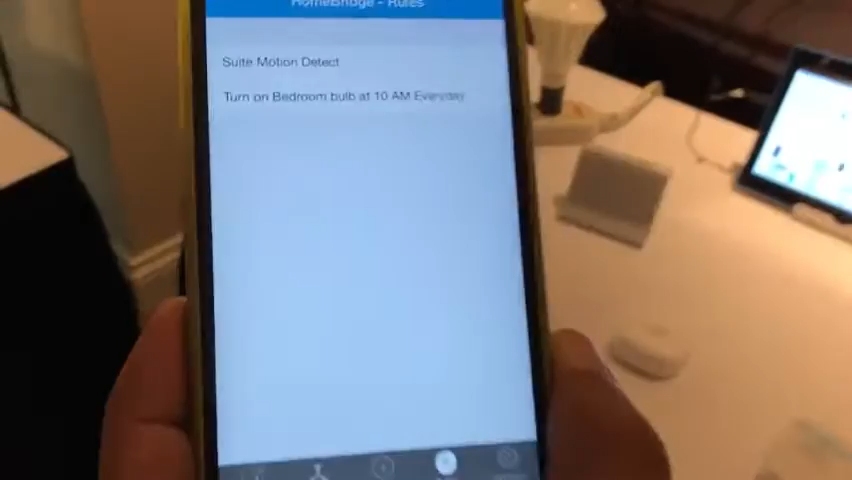 HomeBridge - Rules
Suite Motion Detect
Turn on Bedroom bulb at 10 AM Everyday